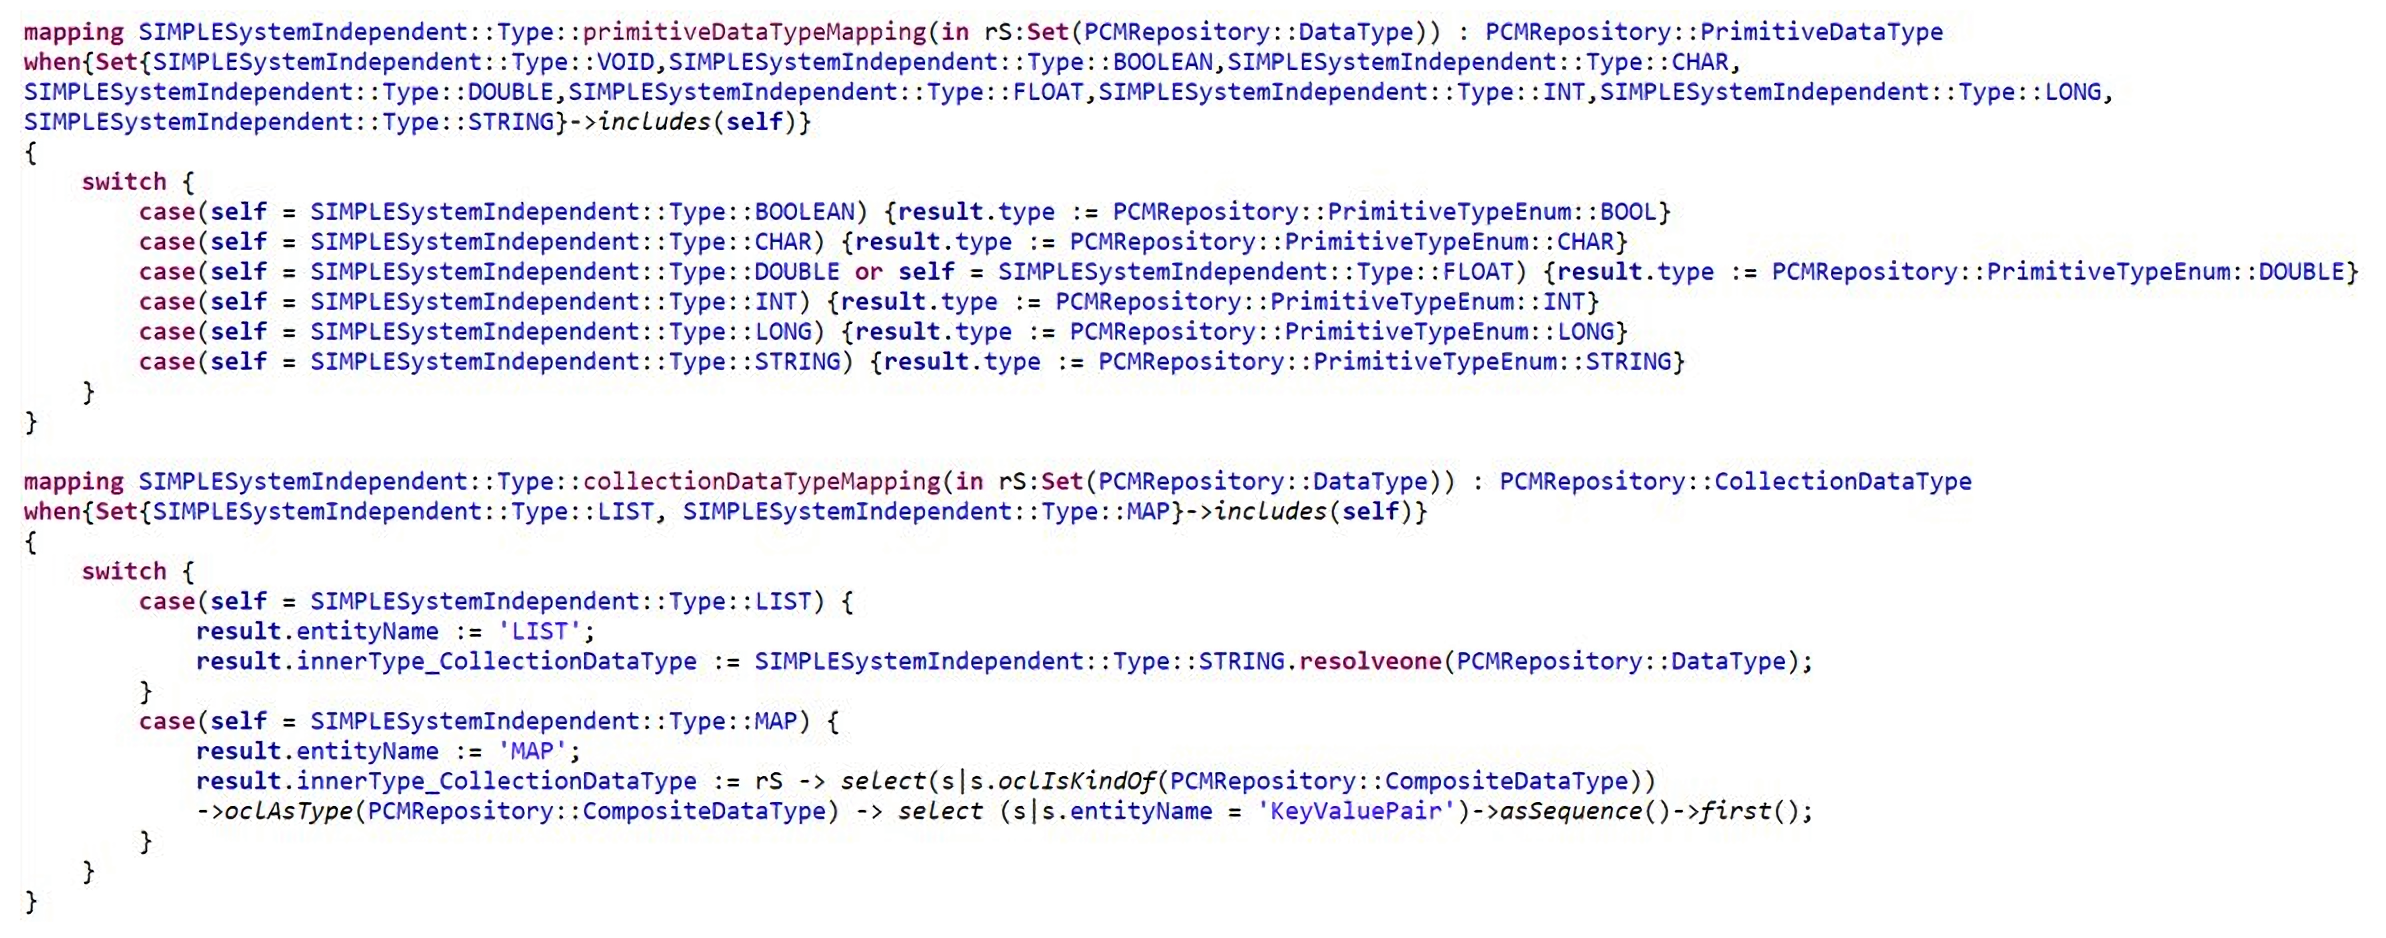 mapping SIMPLESystemIndependent::Type::primitiveDataTypeMapping(in rS:Set(PCMRepository::DataType)) : PCMRepository::PrimitiveDataType
when{Set{SIMPLESystemIndependent::Type::VOID,SIMPLESystemIndependent::Type::BOOLEAN,SIMPLESystemIndependent::Type::CHAR,
SIMPLESystemIndependent::Type::DOUBLE,SIMPLESystemIndependent::Type::FLOAT,SIMPLESystemIndependent::Type::INT,SIMPLESystemIndependent::Type::LONG,
SIMPLESystemIndependent::Type::STRING}->includes(self)}
{
    switch {
        case(self = SIMPLESystemIndependent::Type::BOOLEAN) {result.type := PCMRepository::PrimitiveTypeEnum::BOOL}
        case(self = SIMPLESystemIndependent::Type::CHAR) {result.type := PCMRepository::PrimitiveTypeEnum::CHAR}
        case(self = SIMPLESystemIndependent::Type::DOUBLE or self = SIMPLESystemIndependent::Type::FLOAT) {result.type := PCMRepository::PrimitiveTypeEnum::DOUBLE}
        case(self = SIMPLESystemIndependent::Type::INT) {result.type := PCMRepository::PrimitiveTypeEnum::INT}
        case(self = SIMPLESystemIndependent::Type::LONG) {result.type := PCMRepository::PrimitiveTypeEnum::LONG}
        case(self = SIMPLESystemIndependent::Type::STRING) {result.type := PCMRepository::PrimitiveTypeEnum::STRING}
    }
}

mapping SIMPLESystemIndependent::Type::collectionDataTypeMapping(in rS:Set(PCMRepository::DataType)) : PCMRepository::CollectionDataType
when{Set{SIMPLESystemIndependent::Type::LIST, SIMPLESystemIndependent::Type::MAP}->includes(self)}
{
    switch {
        case(self = SIMPLESystemIndependent::Type::LIST) {
            result.entityName := 'LIST';
            result.innerType_CollectionDataType := SIMPLESystemIndependent::Type::STRING.resolveone(PCMRepository::DataType);
        }
        case(self = SIMPLESystemIndependent::Type::MAP) {
            result.entityName := 'MAP';
            result.innerType_CollectionDataType := rS -> select(s|s.oclIsKindOf(PCMRepository::CompositeDataType))
            ->oclAsType(PCMRepository::CompositeDataType) -> select (s|s.entityName = 'KeyValuePair')->asSequence()->first();
        }
    }
}